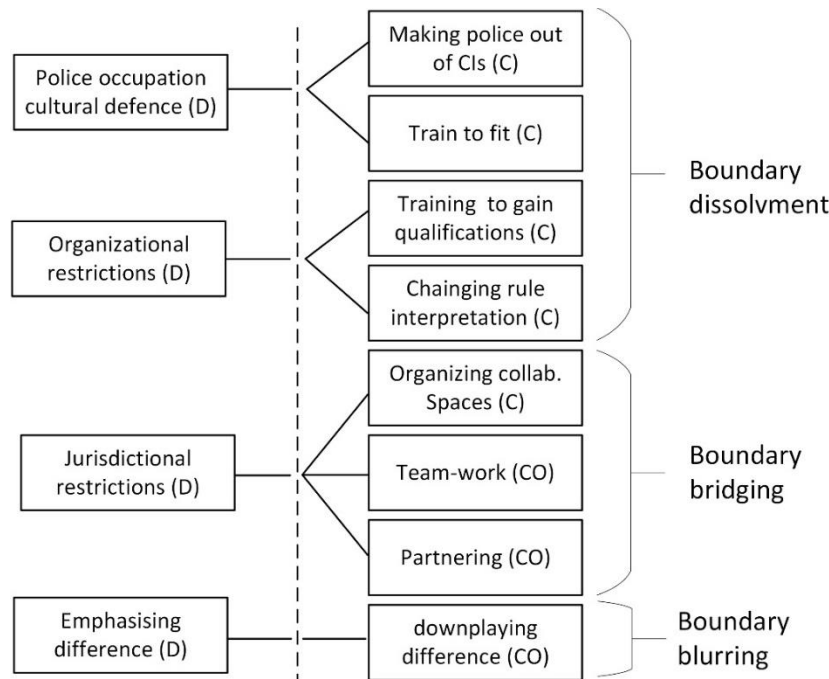 Police occupation
cultural defence (D)
Making police out
of CIs (C)
Train to fit (C)
Organizational
restrictions (D)
Training to gain
qualifications (C)
Chainging rule
interpretation (C)
Boundary
dissolvment
Jurisdictional
restrictions (D)
Organizing collab.
Spaces (C)
Team-work (CO)
Partnering (CO)
Boundary
bridging
Emphasising
difference (D)
downplaying
difference (CO)
Boundary
blurring